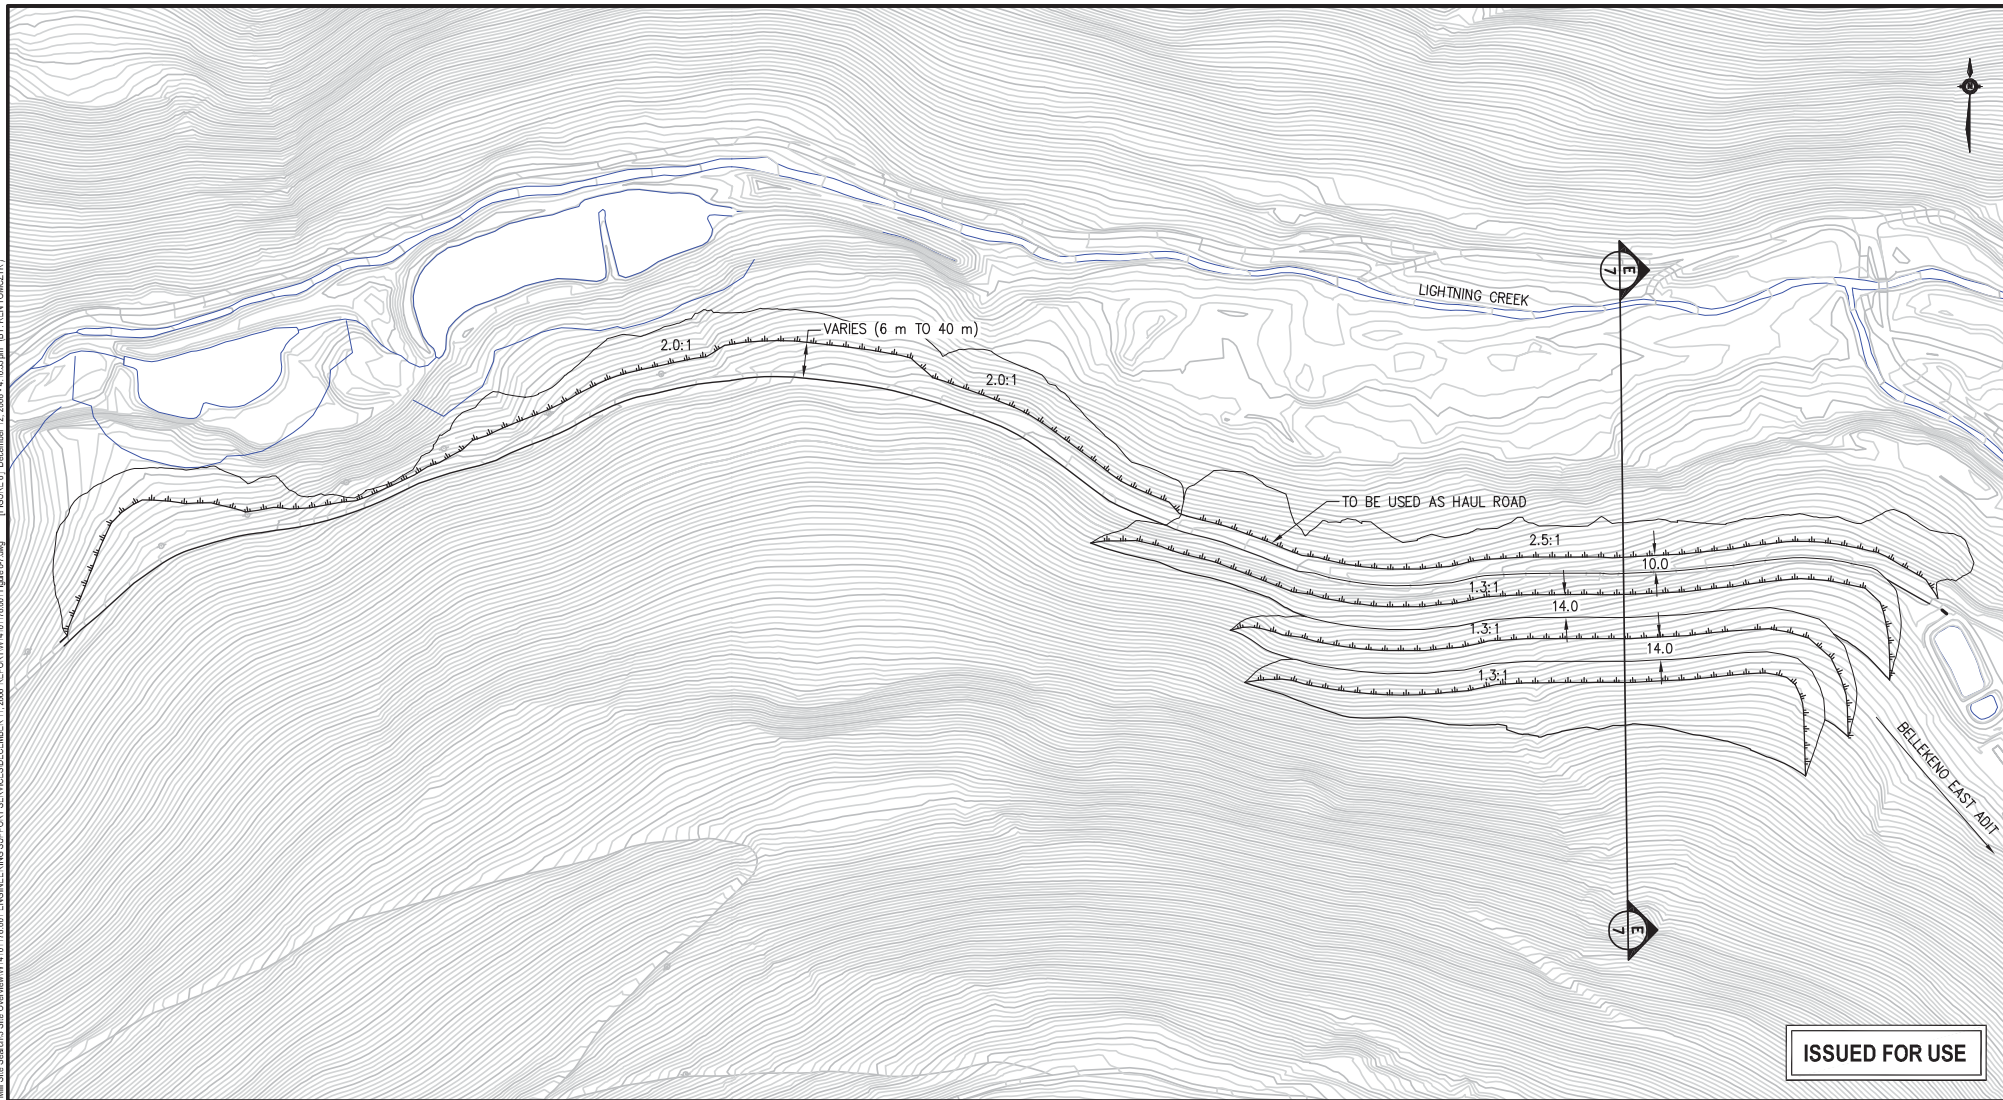 N
LIGHTNING CREEK
E
7
VARIES (6 m TO 40 m)
2.0:1
2.0:1
TO BE USED AS HAUL ROAD
2.5:1
10.0
1.3:1
14.0
1.3:1
14.0
1.3:1
BELLEKENO EAST ADIT
E
7
ISSUED FOR USE